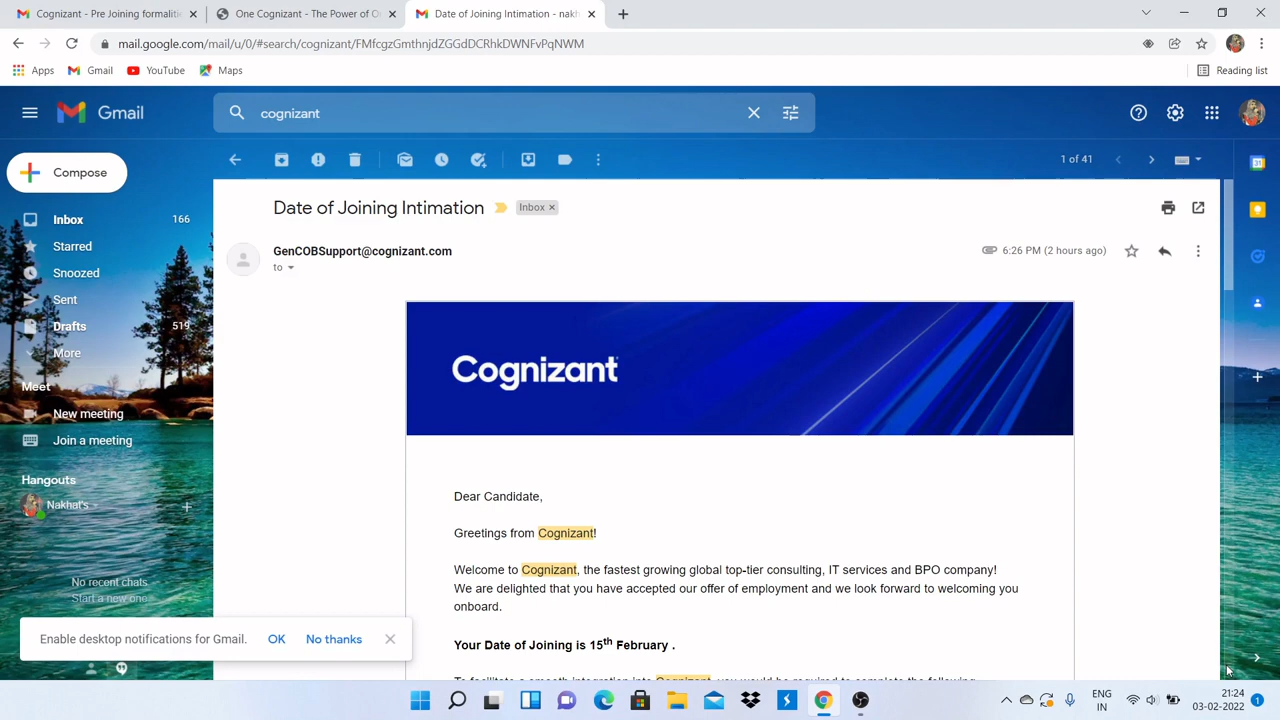 Cognizant - Pre Joining formaliti
One Cognizant - The Power of O
Date of Joining Intimation - nakh
mail.google.com/mail/u/0/#search/cognizant/FMfcgzGmthnjdZGGdDCRhkDWNFvPqNWM
Apps
Gmail
YouTube
Maps
Reading list
Gmail
cognizant
Compose
1 of 41
Inbox 166
Starred
Snoozed
Sent
Drafts 519
More
Meet
New meeting
Join a meeting
Hangouts
Nakhat's
No recent chats
Start a new one
Date of Joining Intimation
Inbox
GenCOBSupport@cognizant.com
6:26 PM (2 hours ago)
to
Cognizant
Dear Candidate,
Greetings from Cognizant!
Welcome to Cognizant, the fastest growing global top-tier consulting, IT services and BPO company!
We are delighted that you have accepted our offer of employment and we look forward to welcoming you
onboard.
Your Date of Joining is 15th February .
Enable desktop notifications for Gmail. OK No thanks
ENG
IN
21:24
03-02-2022
1